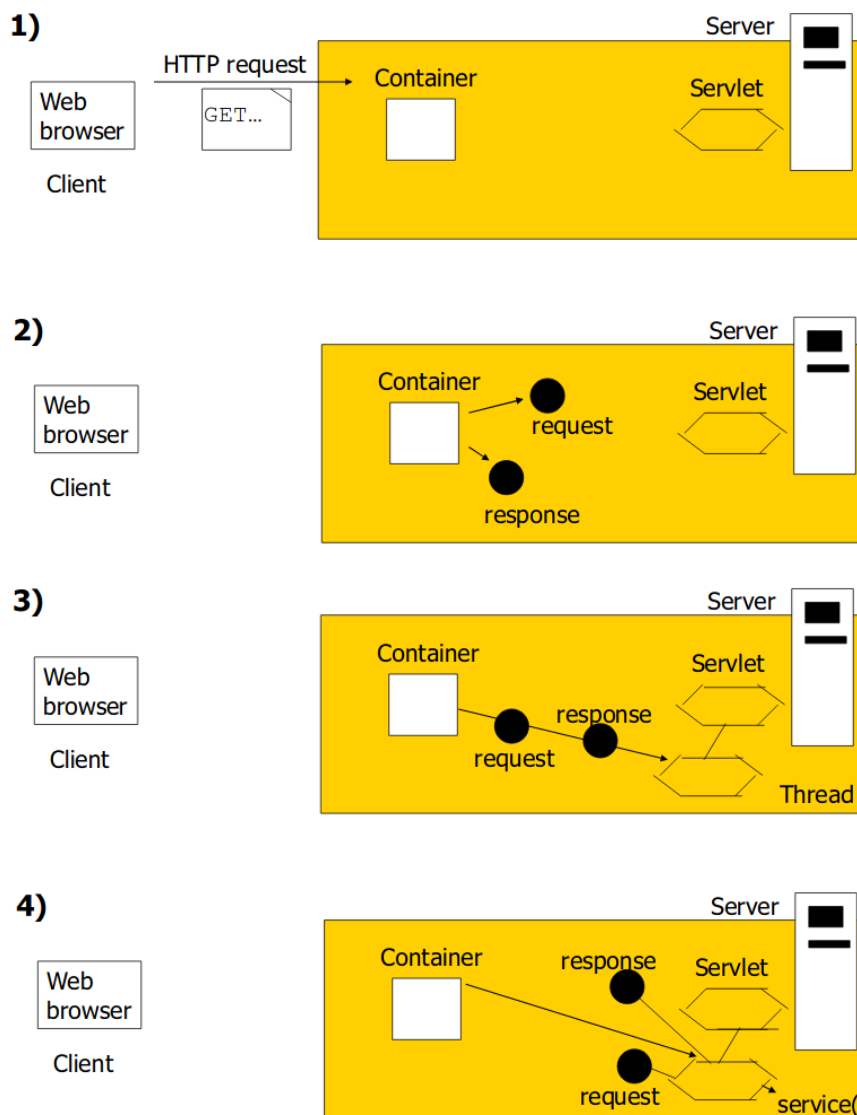 1)
Server
HTTP request
Container
Servlet
Web
browser
GET...
Client
2)
Server
Container
Servlet
Web
browser
request
Client
response
3)
Server
Container
Servlet
Web
browser
response
request
Client
Thread
4)
Server
Container
response
Servlet
Web
browser
Client
request
service(